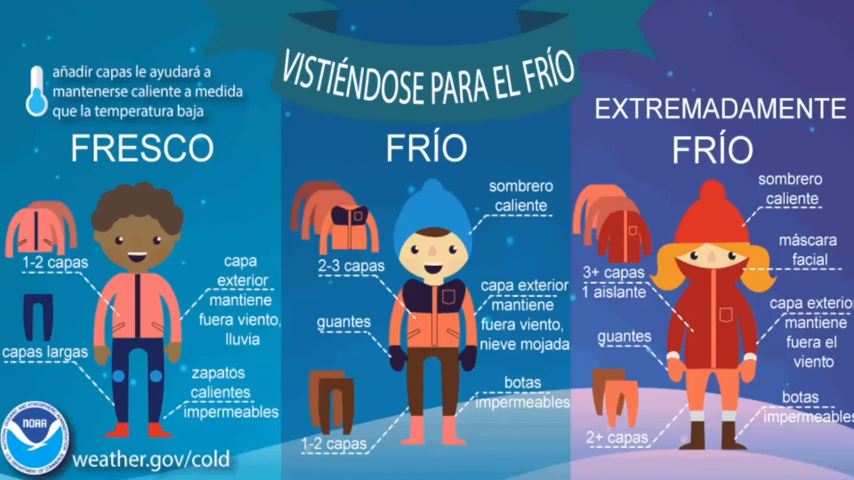 VISTIÉNDOSE PARA EL FRÍO
añadir capas le ayudará a
mantenerse caliente a medida
que la temperatura baja
FRESCO
1-2 capas
capas largas
capa
exterior
mantiene
fuera viento,
lluvia
zapatos
calientes
impermeables
NOAA
weather.gov/cold
FRÍO
sombrero
caliente
2-3 capas
guantes
capa exterior
mantiene
fuera viento,
nieve mojada
botas
impermeables
1-2 capas
EXTREMADAMENTE
FRÍO
sombrero
caliente
máscara
facial
3+ capas
1 aislante
guantes
capa exterior
mantiene
fuera el
viento
botas
impermeables
2+ capas